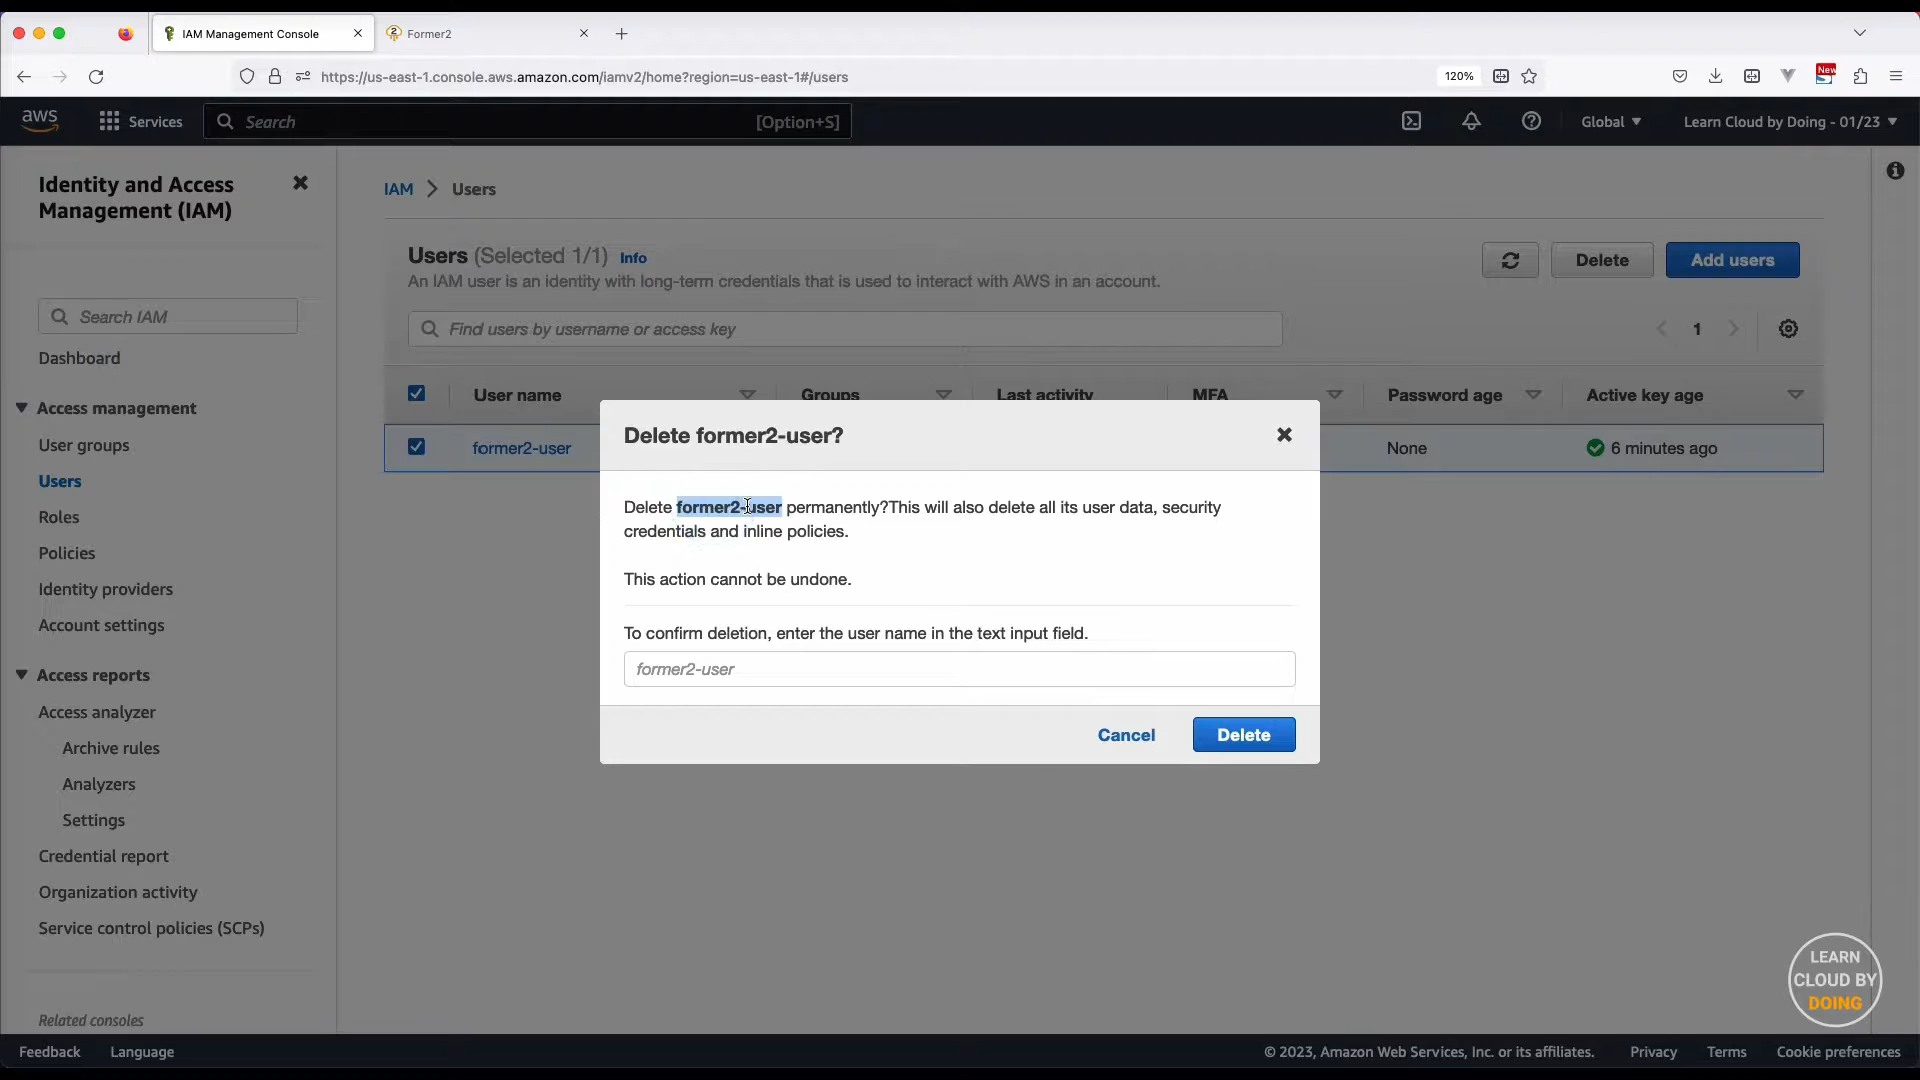 IAM Management Console
Former2
https://us-east-1.console.aws.amazon.com/iamv2/home?region=us-east-1#/users
120%
New
aws
Services
Search
[Option+S]
Global
Learn Cloud by Doing - 01/23
Identity and Access
Management (IAM)
Search IAM
Dashboard
Access management
User groups
Users
Roles
Policies
Identity providers
Account settings
Access reports
Access analyzer
Archive rules
Analyzers
Settings
Credential report
Organization activity
Service control policies (SCPs)
Related consoles
IAM > Users
Users (Selected 1/1) Info
An IAM user is an identity with long-term credentials that is used to interact with AWS in an account.
Delete
Add users
Find users by username or access key
1
User name
Groups
Last activity
MFA
Password age
Active key age
former2-user
None
6 minutes ago
Delete former2-user?
Delete former2-user permanently?This will also delete all its user data, security
credentials and inline policies.
This action cannot be undone.
To confirm deletion, enter the user name in the text input field.
former2-user
Cancel
Delete
LEARN
CLOUD BY
DOING
Feedback
Language
© 2023, Amazon Web Services, Inc. or its affiliates.
Privacy
Terms
Cookie preferences